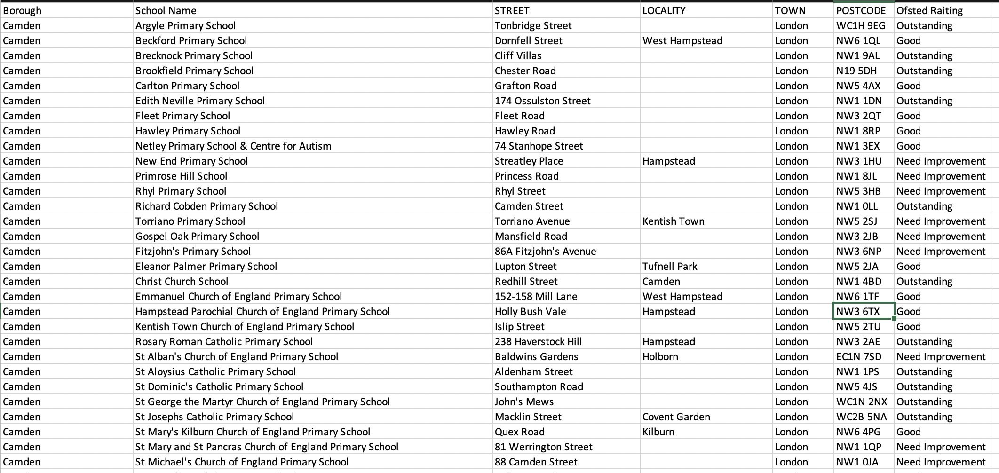 Borough School Name STREET LOCALITY TOWN POSTCODE Ofsted Raiting
Camden Argyle Primary School Tonbridge Street London WC1H 9EG Outstanding
Camden Beckford Primary School Dornfell Street West Hampstead London NW6 1QL Good
Camden Brecknock Primary School Cliff Villas London NW1 9AL Outstanding
Camden Brookfield Primary School Chester Road London N19 5DH Outstanding
Camden Carlton Primary School Grafton Road London NW5 4AX Good
Camden Edith Neville Primary School 174 Ossulston Street London NW1 1DN Outstanding
Camden Fleet Primary School Fleet Road London NW3 2QT Good
Camden Hawley Primary School Hawley Road London NW1 8RP Good
Camden Netley Primary School & Centre for Autism 74 Stanhope Street London NW1 3EX Good
Camden New End Primary School Streatley Place Hampstead London NW3 1HU Need Improvement
Camden Primrose Hill School Princess Road London NW1 8JL Need Improvement
Camden Rhyl Primary School Rhyl Street London NW5 3HB Need Improvement
Camden Richard Cobden Primary School Camden Street London NW1 0LL Outstanding
Camden Torriano Primary School Torriano Avenue Kentish Town London NW5 2SJ Need Improvement
Camden Gospel Oak Primary School Mansfield Road London NW3 2JB Need Improvement
Camden Fitzjohn's Primary School 86A Fitzjohn's Avenue London NW3 6NP Need Improvement
Camden Eleanor Palmer Primary School Lupton Street Tufnell Park London NW5 2JA Good
Camden Christ Church School Redhill Street Camden London NW1 4BD Outstanding
Camden Emmanuel Church of England Primary School 152-158 Mill Lane West Hampstead London NW6 1TF Good
Camden Hampstead Parochial Church of England Primary School Holly Bush Vale Hampstead London NW3 6TX Good
Camden Kentish Town Church of England Primary School Islip Street London NW5 2TU Good
Camden Rosary Roman Catholic Primary School 238 Haverstock Hill Hampstead London NW3 2AE Outstanding
Camden St Alban's Church of England Primary School Baldwins Gardens Holborn London EC1N 7SD Need Improvement
Camden St Aloysius Catholic Primary School Aldenham Street London NW1 1PS Outstanding
Camden St Dominic's Catholic Primary School Southampton Road London NW5 4JS Outstanding
Camden St George the Martyr Church of England Primary School John's Mews London WC1N 2NX Outstanding
Camden St Josephs Catholic Primary School Macklin Street Covent Garden London WC2B 5NA Outstanding
Camden St Mary's Kilburn Church of England Primary School Quex Road Kilburn London NW6 4PG Good
Camden St Mary and St Pancras Church of England Primary School 81 Werrington Street London NW1 1QP Need Improvement
Camden St Michael's Church of England Primary School 88 Camden Street London NW1 0JA Need Improvement